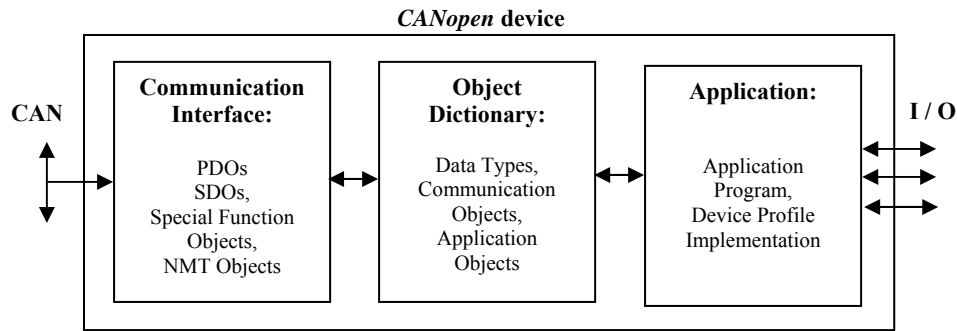 CANopen device
CAN
Communication
Interface:
PDOs
SDOs,
Special Function
Objects,
NMT Objects
Object
Dictionary:
Data Types,
Communication
Objects,
Application
Objects
Application:
Application
Program,
Device Profile
Implementation
I / O